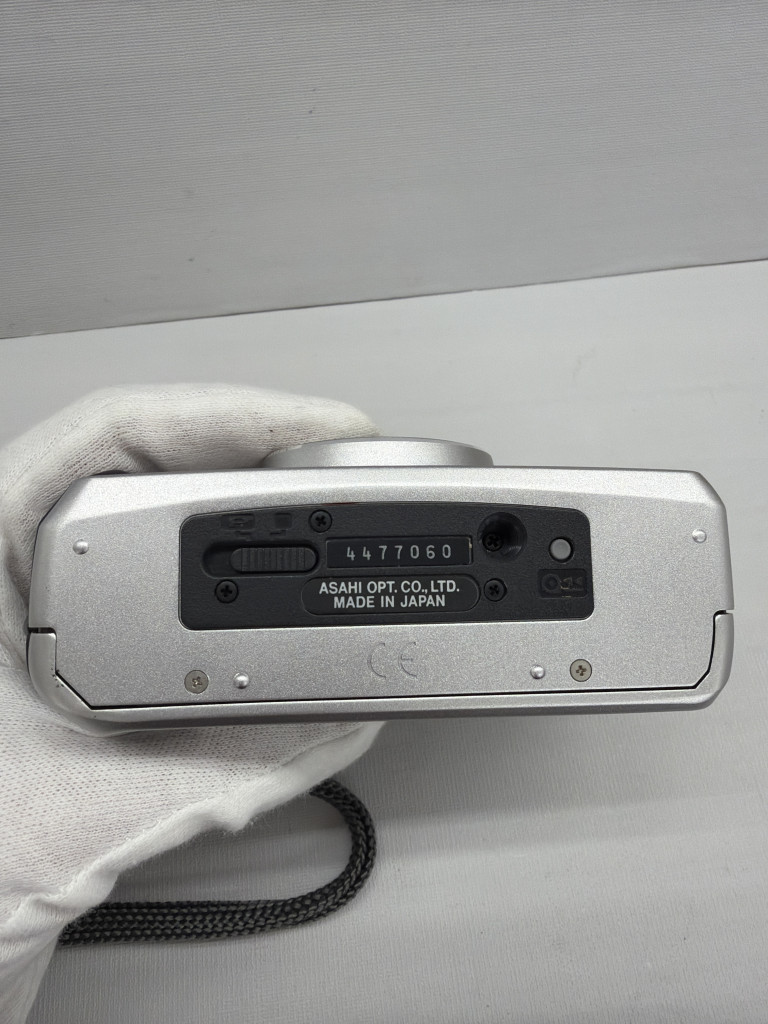 4477060
ASAHI OPT. CO., LTD.
MADE IN JAPAN
CE